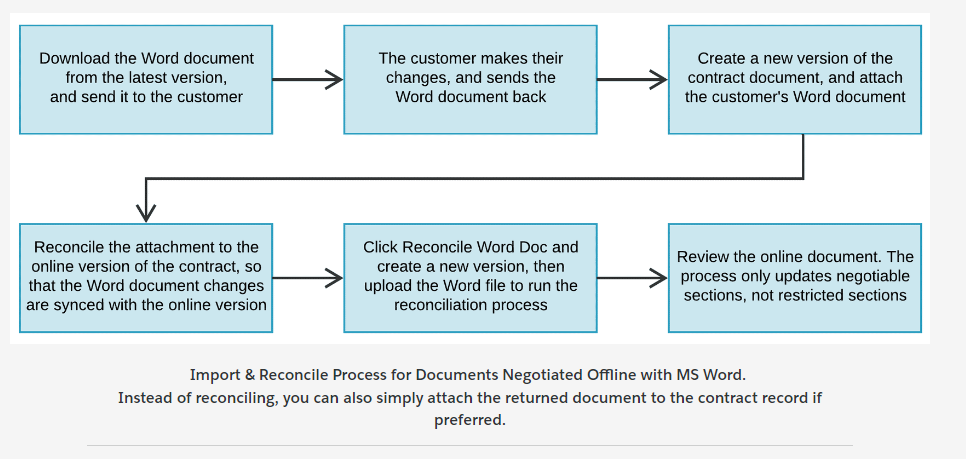 Download the Word document
from the latest version,
and send it to the customer
The customer makes their
changes, and sends the
Word document back
Create a new version of the
contract document, and attach
the customer's Word document
Reconcile the attachment to the
online version of the contract, so
that the Word document changes
are synced with the online version
Click Reconcile Word Doc and
create a new version, then
upload the Word file to run the
reconciliation process
Review the online document. The
process only updates negotiable
sections, not restricted sections
Import & Reconcile Process for Documents Negotiated Offline with MS Word.
Instead of reconciling, you can also simply attach the returned document to the contract record if
preferred.